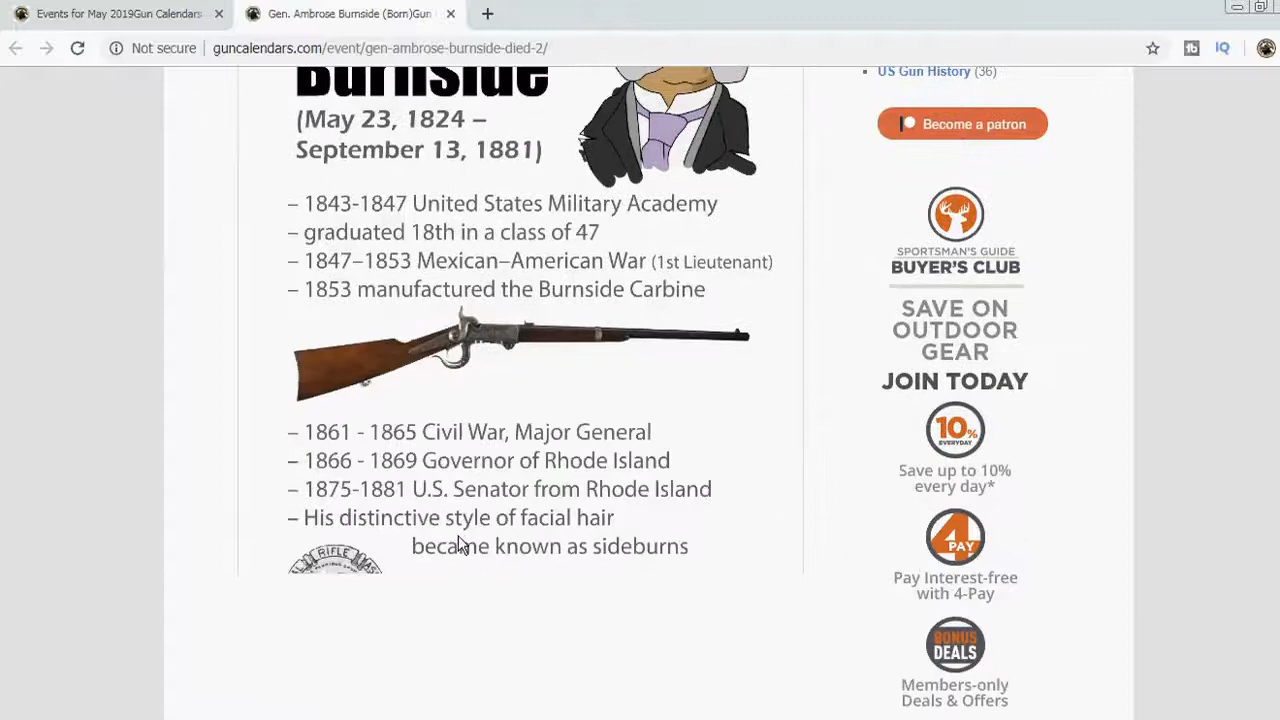 Events for May 2019Gun Calendars
Gen. Ambrose Burnside (Born)Gun
Not secure
guncalendars.com/event/gen-ambrose-burnside-died-2/
IQ
Burnside
(May 23, 1824 –
September 13, 1881)
– 1843-1847 United States Military Academy
– graduated 18th in a class of 47
– 1847–1853 Mexican–American War (1st Lieutenant)
– 1853 manufactured the Burnside Carbine
– 1861 - 1865 Civil War, Major General
– 1866 - 1869 Governor of Rhode Island
– 1875-1881 U.S. Senator from Rhode Island
– His distinctive style of facial hair
became known as sideburns
US Gun History (36)
Become a patron
SPORTSMAN'S GUIDE
BUYER'S CLUB
SAVE ON
OUTDOOR
GEAR
JOIN TODAY
10%
EVERYDAY
Save up to 10%
every day*
4
PAY
Pay Interest-free
with 4-Pay
BONUS
DEALS
Members-only
Deals & Offers